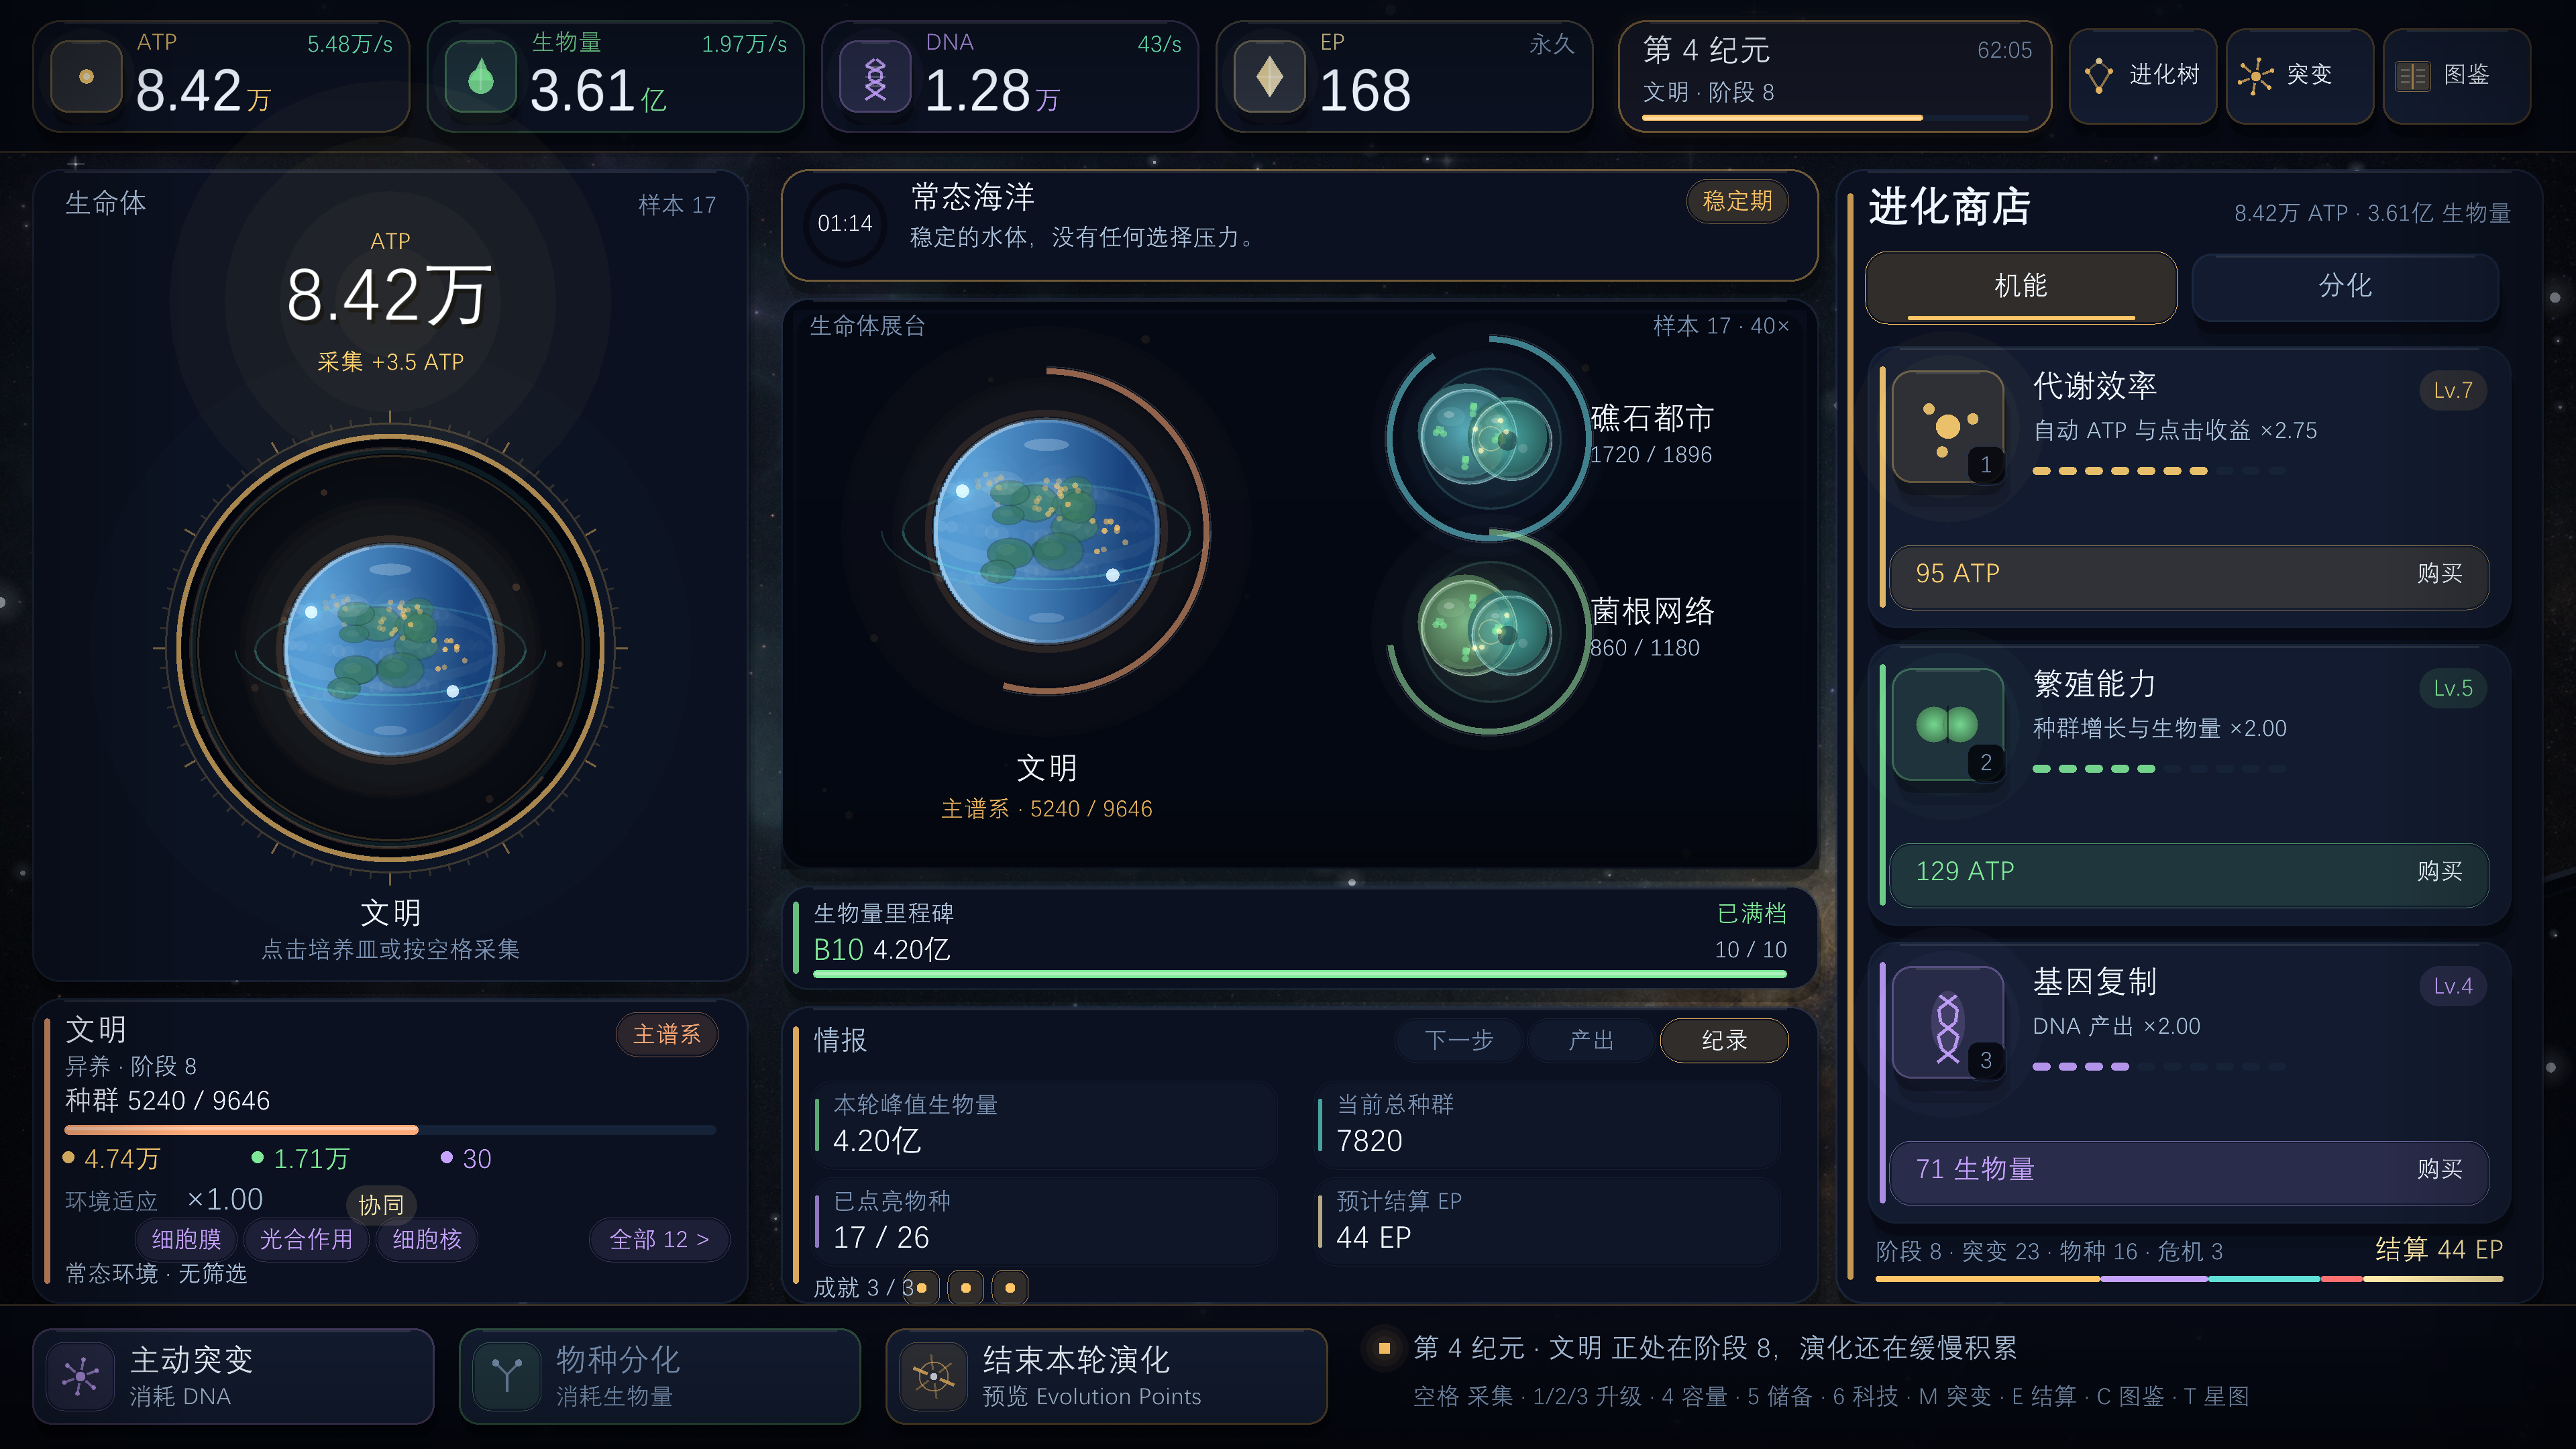 ATP 5.48万/s
8.42万
生物量 1.97万/s
3.61亿
DNA 43/s
1.28万
EP 永久
168
第 4 纪元 62:05
文明 · 阶段 8
进化树
突变
图鉴
生命体 样本 17
ATP
8.42万
采集 +3.5 ATP
文明
点击培养皿或按空格采集
文明 主谱系
异养 · 阶段 8
种群 5240 / 9646
4.74万 1.71万 30
环境适应 ×1.00 协同
细胞膜 光合作用 细胞核 全部 12 >
常态环境 · 无筛选
01:14
常态海洋 稳定期
稳定的水体，没有任何选择压力。
生命体展台 样本 17 · 40×
礁石都市
1720 / 1896
菌根网络
860 / 1180
文明
主谱系 · 5240 / 9646
生物量里程碑 已满档
B10 4.20亿 10 / 10
情报 下一步 产出 纪录
本轮峰值生物量
4.20亿
当前总种群
7820
已点亮物种
17 / 26
预计结算 EP
44 EP
成就 3 / 3
进化商店 8.42万 ATP · 3.61亿 生物量
机能 分化
代谢效率 Lv.7
自动 ATP 与点击收益 ×2.75
1
95 ATP 购买
繁殖能力 Lv.5
种群增长与生物量 ×2.00
2
129 ATP 购买
基因复制 Lv.4
DNA 产出 ×2.00
3
71 生物量 购买
阶段 8 · 突变 23 · 物种 16 · 危机 3 结算 44 EP
主动突变
消耗 DNA
物种分化
消耗生物量
结束本轮演化
预览 Evolution Points
第 4 纪元 · 文明 正处在阶段 8，演化还在缓慢积累
空格 采集 · 1/2/3 升级 · 4 容量 · 5 储备 · 6 科技 · M 突变 · E 结算 · C 图鉴 · T 星图